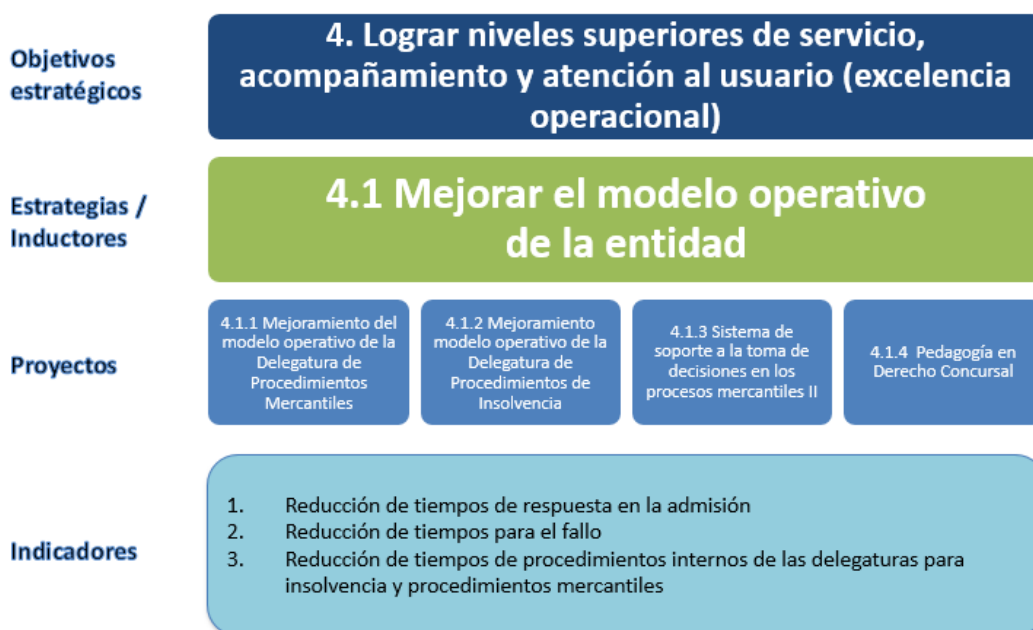 Objetivos
estratégicos
4. Lograr niveles superiores de servicio,
acompañamiento y atención al usuario (excelencia
operacional)
Estrategias /
Inductores
4.1 Mejorar el modelo operativo
de la entidad
Proyectos
4.1.1 Mejoramiento del
modelo operativo de la
Delegatura de
Procedimientos
Mercantiles
4.1.2 Mejoramiento
modelo operativo de la
Delegatura de
Procedimientos de
Insolvencia
4.1.3 Sistema de
soporte a la toma de
decisiones en los
procesos mercantiles II
4.1.4 Pedagogía en
Derecho Concursal
Indicadores
1. Reducción de tiempos de respuesta en la admisión
2. Reducción de tiempos para el fallo
3. Reducción de tiempos de procedimientos internos de las delegaturas para
insolvencia y procedimientos mercantiles